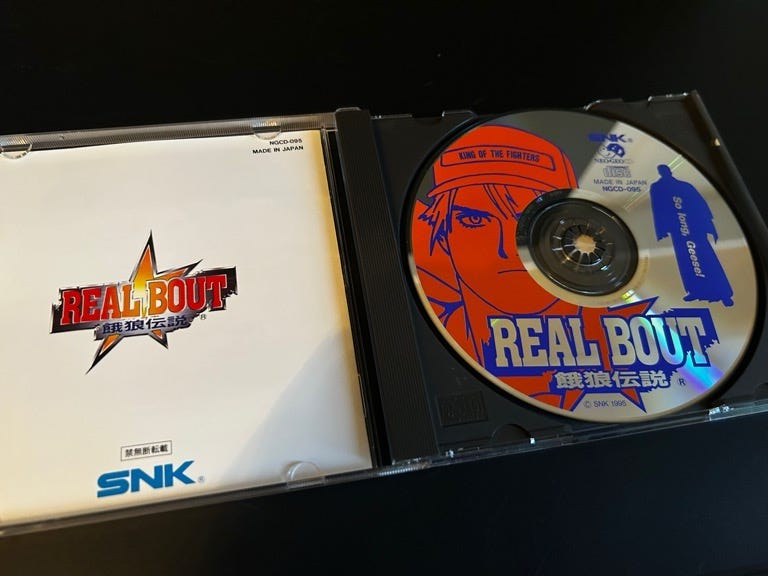 NGCD-095
MADE IN JAPAN
REAL BOUT
餓狼伝説®
禁無断転載
SNK®
KING OF THE FIGHTERS
SNK
NEO•GEO CD
disc
MADE IN JAPAN
NGCD-095
So long, Geese!
REAL BOUT
餓狼伝説®
© SNK 1995